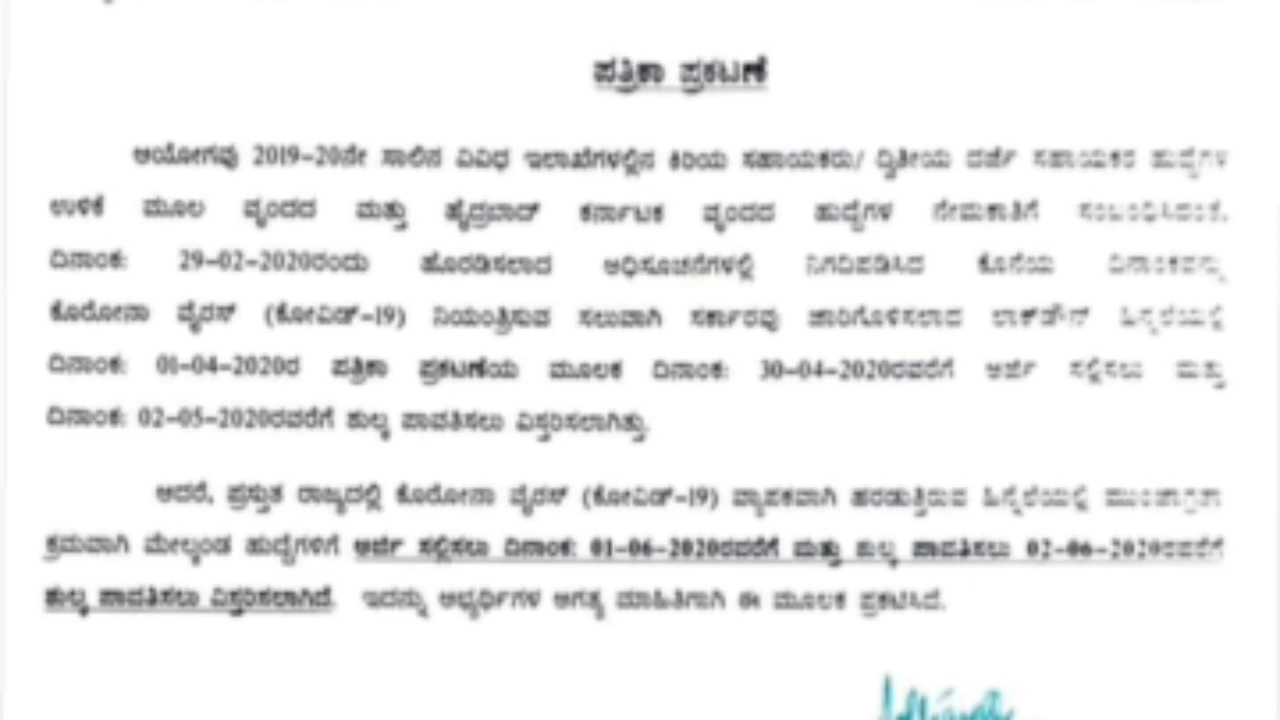 ಪತ್ರಿಕಾ ಪ್ರಕಟಣೆ
ಆಯೋಗವು 2019-20ನೇ ಸಾಲಿನ ವಿವಿಧ ಇಲಾಖೆಗಳಲ್ಲಿನ ಕಿರಿಯ ಸಹಾಯಕರು/ ದ್ವಿತೀಯ ದರ್ಜೆ ಸಹಾಯಕರ ಹುದ್ದೆಗಳ
ಉಳಿಕೆ ಮೂಲ ವೃಂದದ ಮತ್ತು ಹೈದ್ರಬಾದ್ ಕರ್ನಾಟಕ ವೃಂದದ ಹುದ್ದೆಗಳ ನೇಮಕಾತಿಗೆ ಸಂಬಂಧಿಸಿದಂತೆ,
ದಿನಾಂಕ: 29-02-2020ರಂದು ಹೊರಡಿಸಲಾದ ಅಧಿಸೂಚನೆಗಳಲ್ಲಿ ನಿಗದಿಪಡಿಸಿದ ಕೊನೆಯ ದಿನಾಂಕವನ್ನು
ಕೊರೋನಾ ವೈರಸ್ (ಕೋವಿಡ್-19) ನಿಯಂತ್ರಿಸುವ ಸಲುವಾಗಿ ಸರ್ಕಾರವು ಜಾರಿಗೊಳಿಸಲಾದ ಲಾಕ್‌ಡೌನ್ ಹಿನ್ನಲೆಯಲ್ಲಿ
ದಿನಾಂಕ: 01-04-2020ರ ಪತ್ರಿಕಾ ಪ್ರಕಟಣೆಯ ಮೂಲಕ ದಿನಾಂಕ: 30-04-2020ರವರೆಗೆ ಅರ್ಜಿ ಸಲ್ಲಿಸಲು ಮತ್ತು
ದಿನಾಂಕ: 02-05-2020ರವರೆಗೆ ಶುಲ್ಕ ಪಾವತಿಸಲು ವಿಸ್ತರಿಸಲಾಗಿತ್ತು.
ಆದರೆ, ಪ್ರಸ್ತುತ ರಾಜ್ಯದಲ್ಲಿ ಕೊರೋನಾ ವೈರಸ್ (ಕೋವಿಡ್-19) ವ್ಯಾಪಕವಾಗಿ ಹರಡುತ್ತಿರುವ ಹಿನ್ನಲೆಯಲ್ಲಿ ಮುಂಜಾಗ್ರತಾ
ಕ್ರಮವಾಗಿ ಮೇಲ್ಕಂಡ ಹುದ್ದೆಗಳಿಗೆ ಅರ್ಜಿ ಸಲ್ಲಿಸಲು ದಿನಾಂಕ: 01-06-2020ರವರೆಗೆ ಮತ್ತು ಶುಲ್ಕ ಪಾವತಿಸಲು 02-06-2020ರವರೆಗೆ
ಶುಲ್ಕ ಪಾವತಿಸಲು ವಿಸ್ತರಿಸಲಾಗಿದೆ. ಇದನ್ನು ಅಭ್ಯರ್ಥಿಗಳ ಅಗತ್ಯ ಮಾಹಿತಿಗಾಗಿ ಈ ಮೂಲಕ ಪ್ರಕಟಿಸಿದೆ.